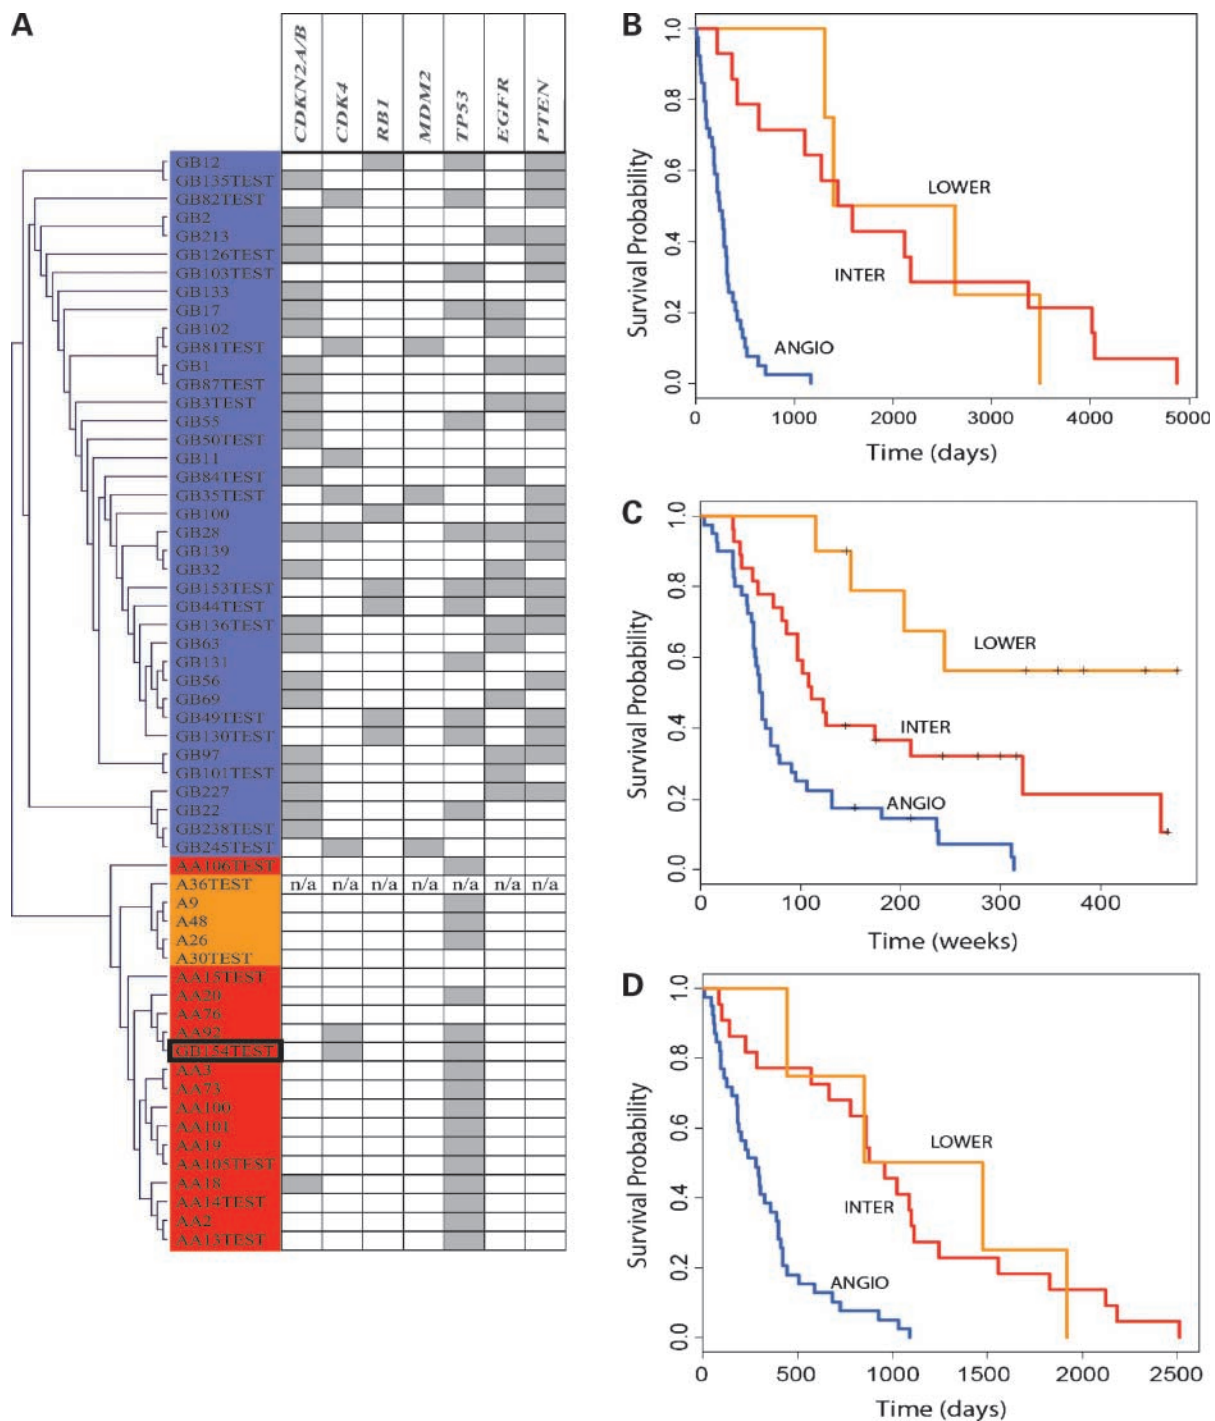 A
CDKN2A/B
CDK4
RB1
MDM2
TP53
EGFR
PTEN
GB12
GB135TEST
GB82TEST
GB2
GB213
GB126TEST
GB103TEST
GB133
GB17
GB102
GB81TEST
GB1
GB87TEST
GB3TEST
GB55
GB50TEST
GB11
GB84TEST
GB35TEST
GB100
GB28
GB139
GB32
GB153TEST
GB44TEST
GB136TEST
GB63
GB131
GB56
GB69
GB49TEST
GB130TEST
GB97
GB101TEST
GB227
GB22
GB238TEST
GB245TEST
AA106TEST
A36TEST n/a n/a n/a n/a n/a n/a n/a
A9
A48
A26
A30TEST
AA15TEST
AA20
AA76
AA92
GB154TEST
AA3
AA73
AA100
AA101
AA19
AA105TEST
AA18
AA14TEST
AA2
AA13TEST
B
Survival Probability
1.0
0.8
0.6
0.4
0.2
0.0
LOWER
INTER
ANGIO
0 1000 2000 3000 4000 5000
Time (days)
C
Survival Probability
1.0
0.8
0.6
0.4
0.2
0.0
LOWER
INTER
ANGIO
0 100 200 300 400
Time (weeks)
D
Survival Probability
1.0
0.8
0.6
0.4
0.2
0.0
LOWER
INTER
ANGIO
0 500 1000 1500 2000 2500
Time (days)